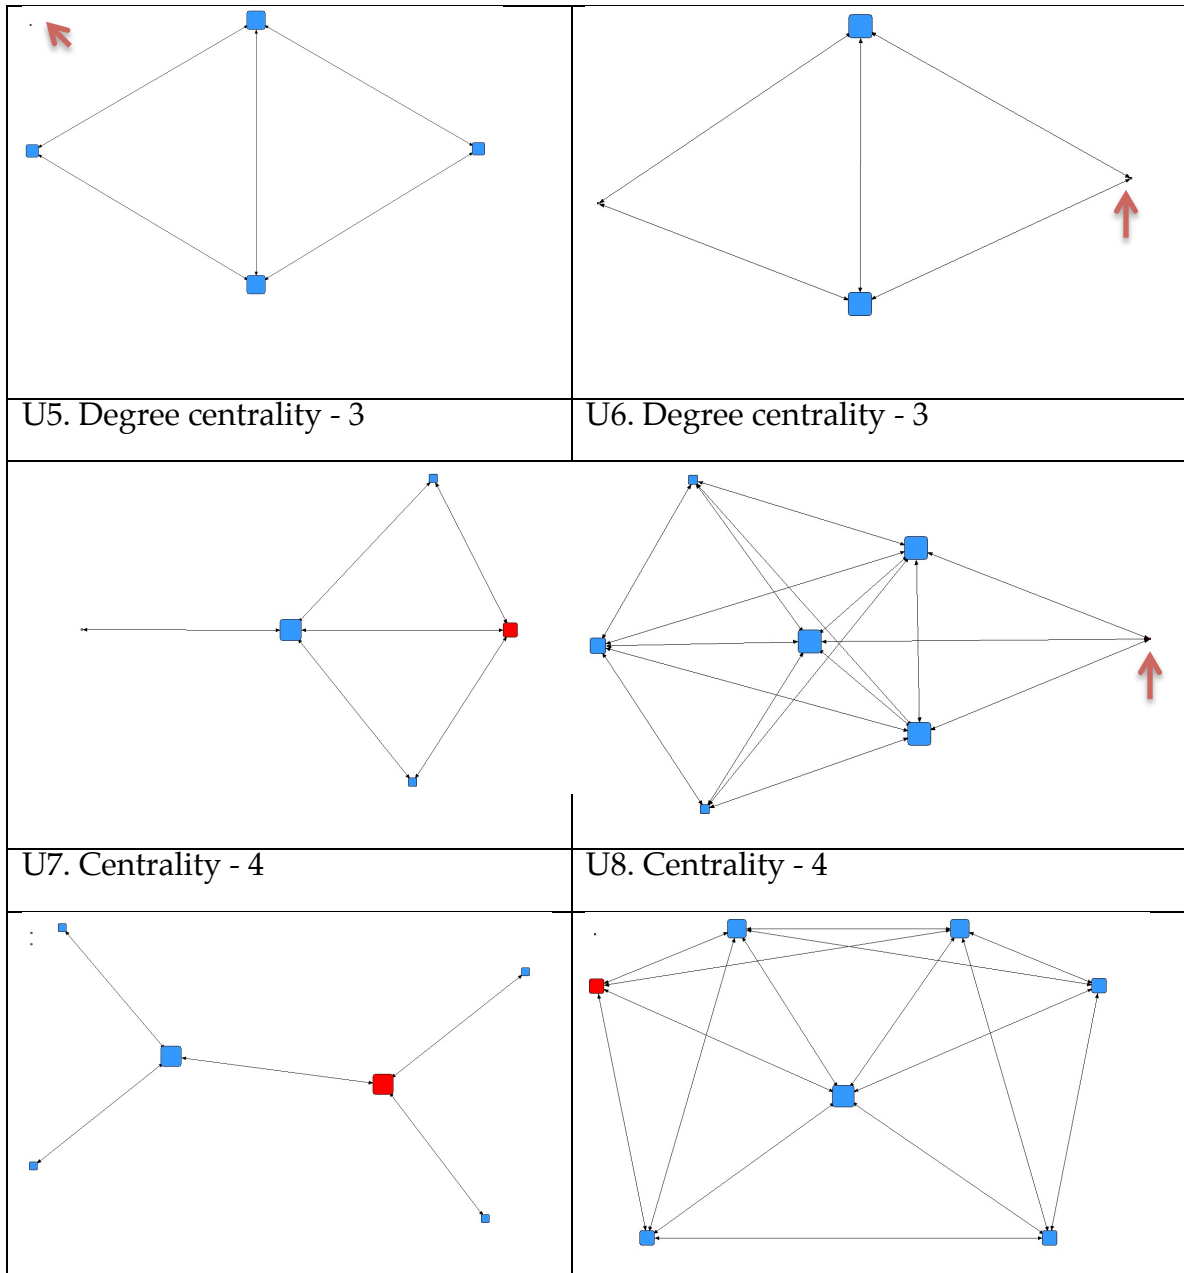 U5. Degree centrality - 3
U6. Degree centrality - 3
U7. Centrality - 4
U8. Centrality - 4